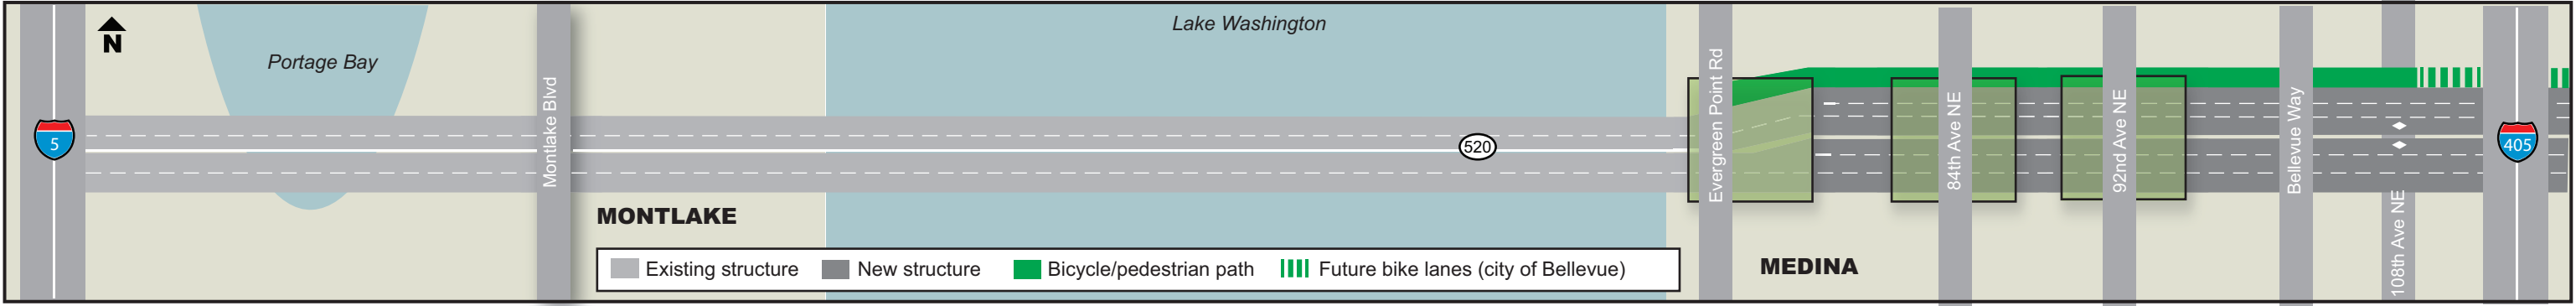 Lake Washington
N
Portage Bay
Montlake Blvd
Evergreen Point Rd
84th Ave NE
92nd Ave NE
Bellevue Way
108th Ave NE
5
520
405
MONTLAKE
MEDINA
Existing structure
New structure
Bicycle/pedestrian path
Future bike lanes (city of Bellevue)